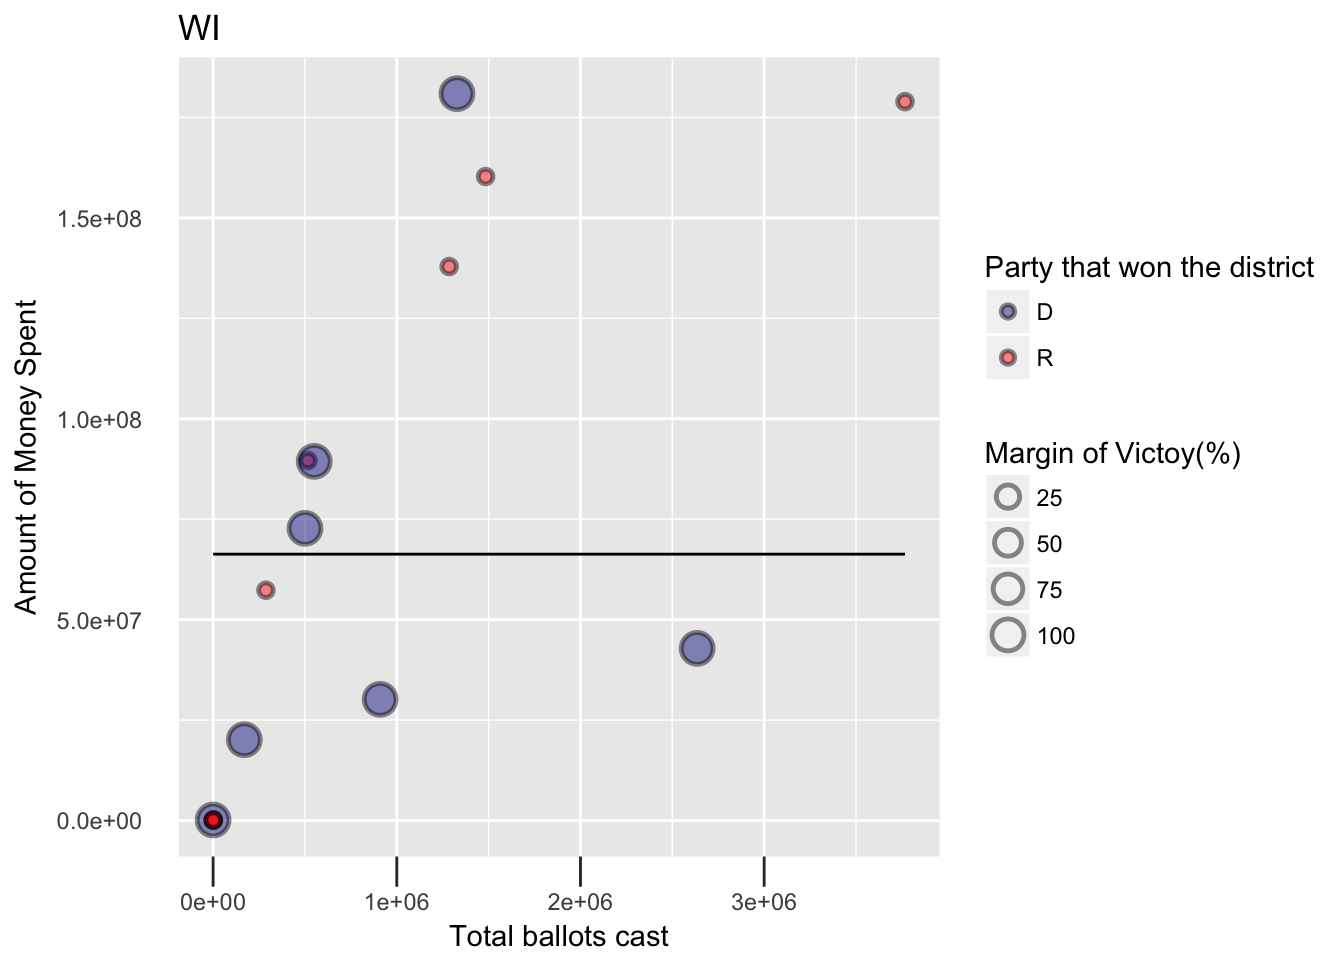 WI
Amount of Money Spent
1.5e+08
1.0e+08
5.0e+07
0.0e+00
0e+00
1e+06
2e+06
3e+06
Total ballots cast
Party that won the district
D
R
Margin of Victoy(%)
25
50
75
100